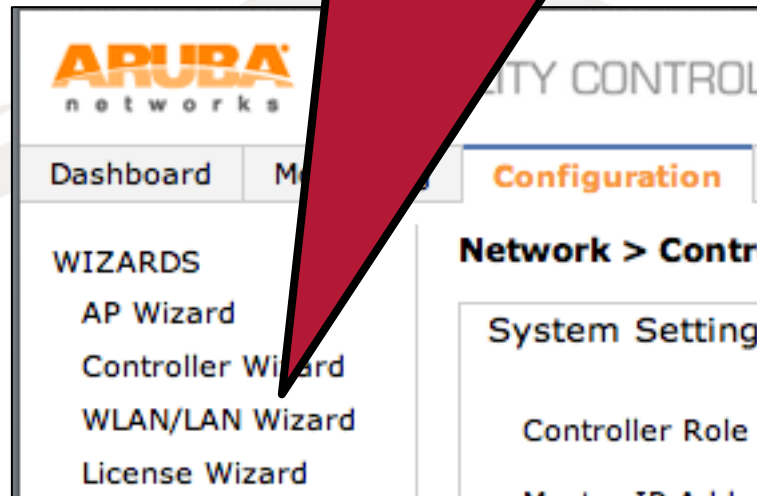 ARUBA
networks
ITY CONTROL
Dashboard
Configuration
WIZARDS
Network > Contr
AP Wizard
System Setting
Controller Wizard
WLAN/LAN Wizard
Controller Role
License Wizard